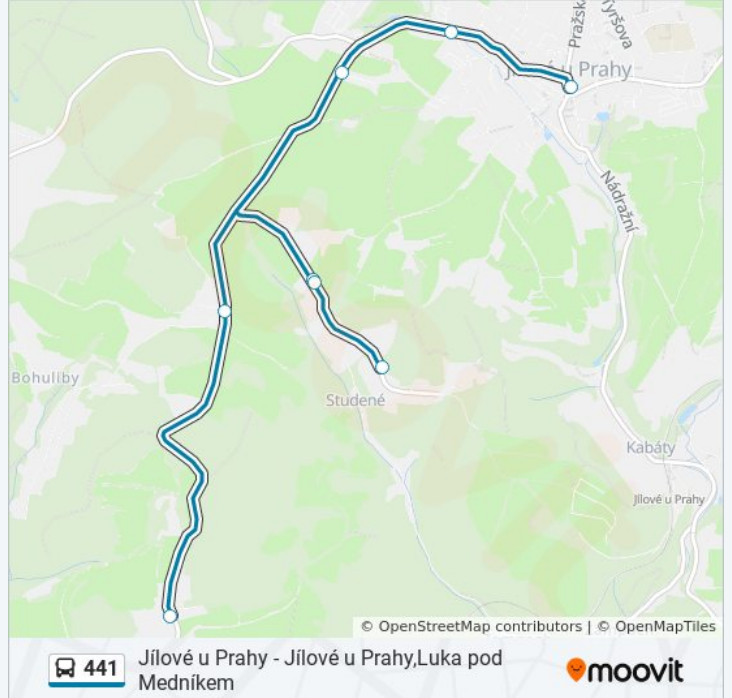 Pražská
Tyršova
Jílové u Prahy
Nádražní
Bohuliby
Studené
Kabáty
Jílové u Prahy
© OpenStreetMap contributors | © OpenMapTiles
441
Jílové u Prahy - Jílové u Prahy,Luka pod
Medníkem
moovit